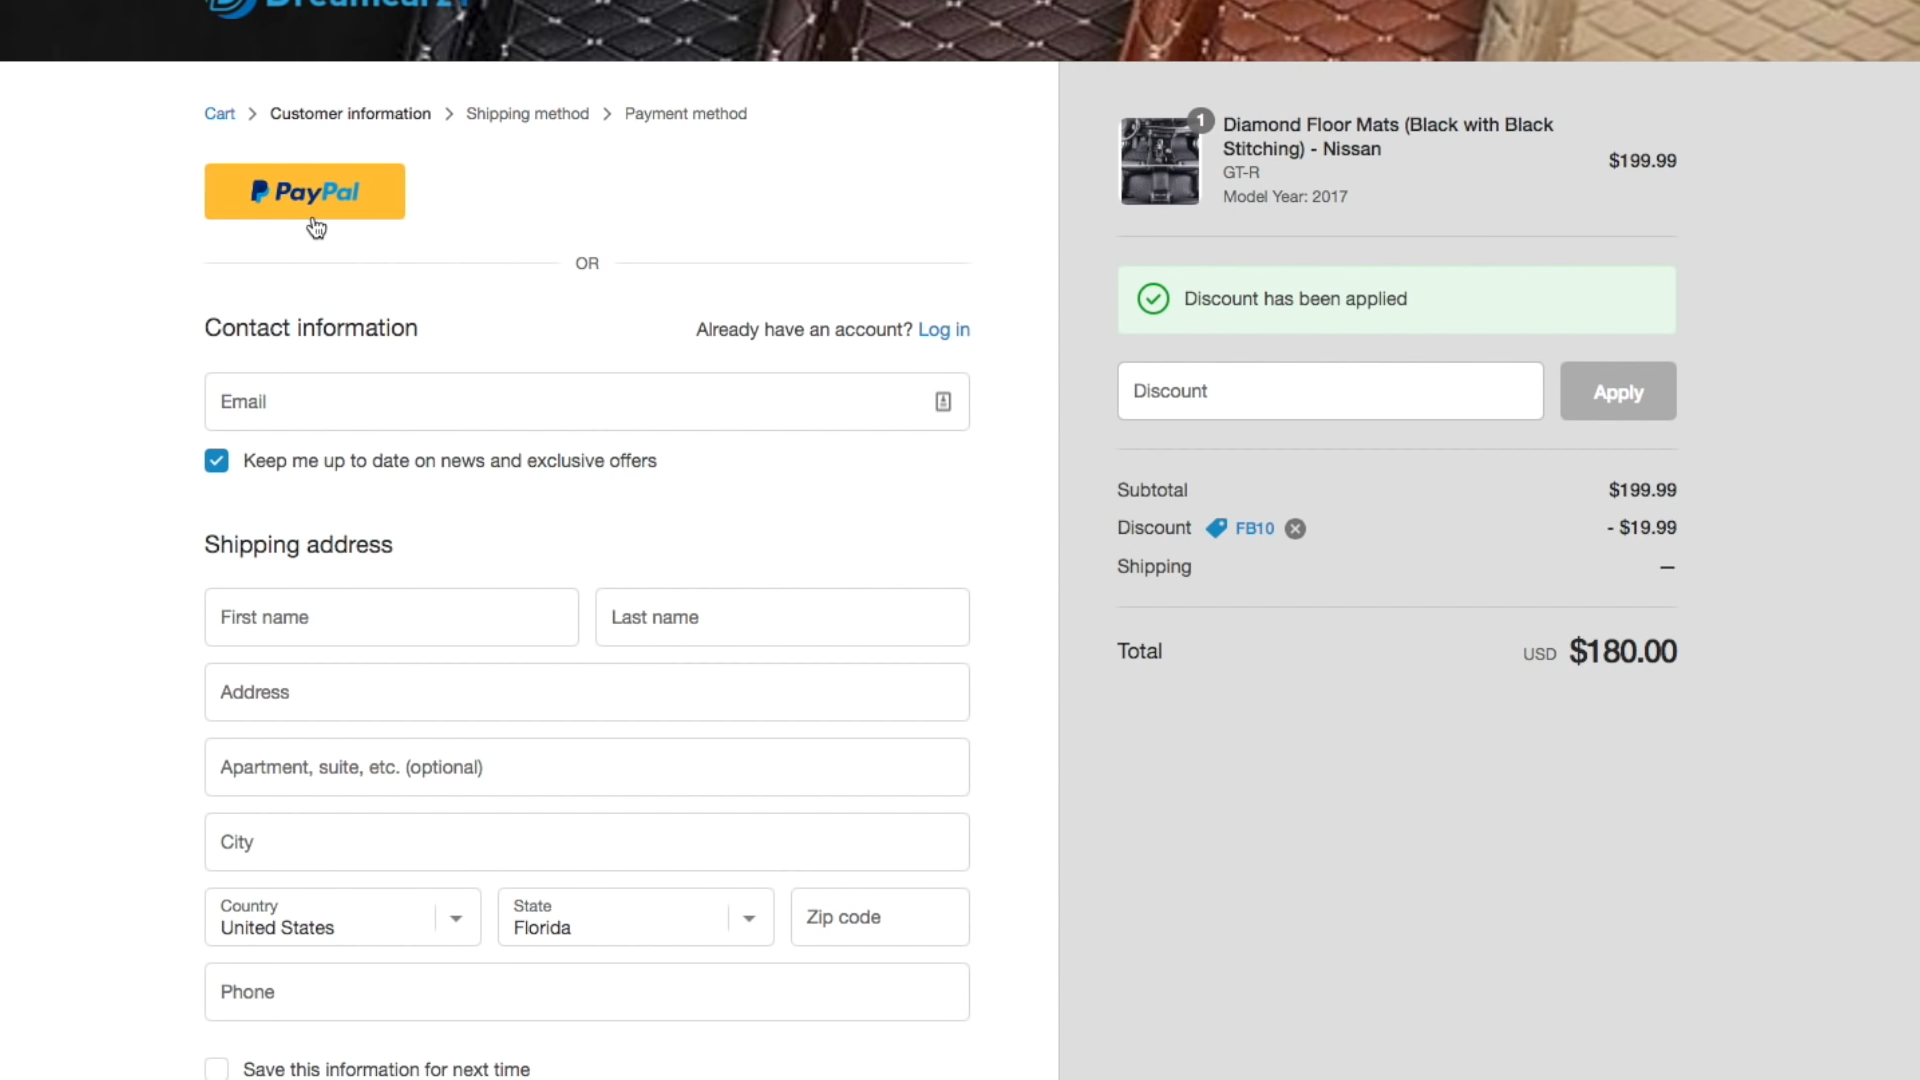 Cart > Customer information > Shipping method > Payment method
PayPal
OR
Contact information
Already have an account? Log in
Email
Keep me up to date on news and exclusive offers
Shipping address
First name
Last name
Address
Apartment, suite, etc. (optional)
City
Country
United States
State
Florida
Zip code
Phone
Save this information for next time
1
Diamond Floor Mats (Black with Black
Stitching) - Nissan
GT-R
Model Year: 2017
$199.99
Discount has been applied
Discount
Apply
Subtotal $199.99
Discount FB10 - $19.99
Shipping —
Total USD $180.00